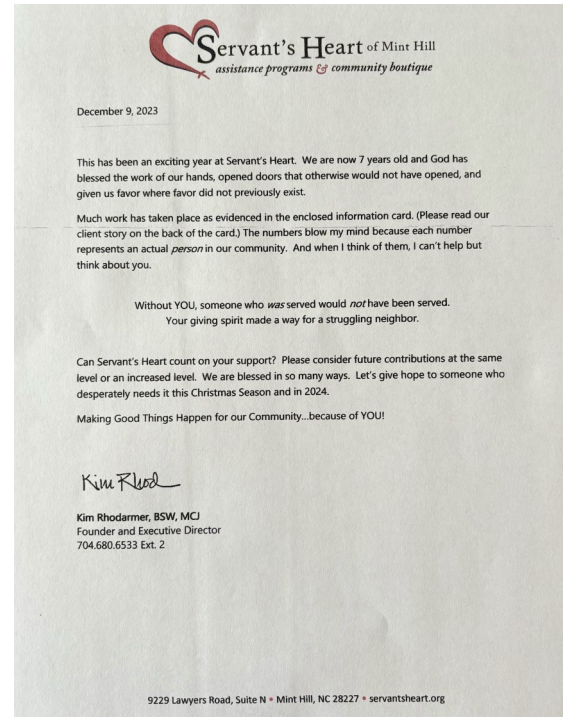 Servant's Heart of Mint Hill
assistance programs & community boutique
December 9, 2023
This has been an exciting year at Servant's Heart. We are now 7 years old and God has
blessed the work of our hands, opened doors that otherwise would not have opened, and
given us favor where favor did not previously exist.
Much work has taken place as evidenced in the enclosed information card. (Please read our
client story on the back of the card.) The numbers blow my mind because each number
represents an actual person in our community. And when I think of them, I can't help but
think about you.
Without YOU, someone who was served would not have been served.
Your giving spirit made a way for a struggling neighbor.
Can Servant's Heart count on your support? Please consider future contributions at the same
level or an increased level. We are blessed in so many ways. Let's give hope to someone who
desperately needs it this Christmas Season and in 2024.
Making Good Things Happen for our Community...because of YOU!
Kim Rhod
Kim Rhodarmer, BSW, MCJ
Founder and Executive Director
704.680.6533 Ext. 2
9229 Lawyers Road, Suite N • Mint Hill, NC 28227 • servantsheart.org